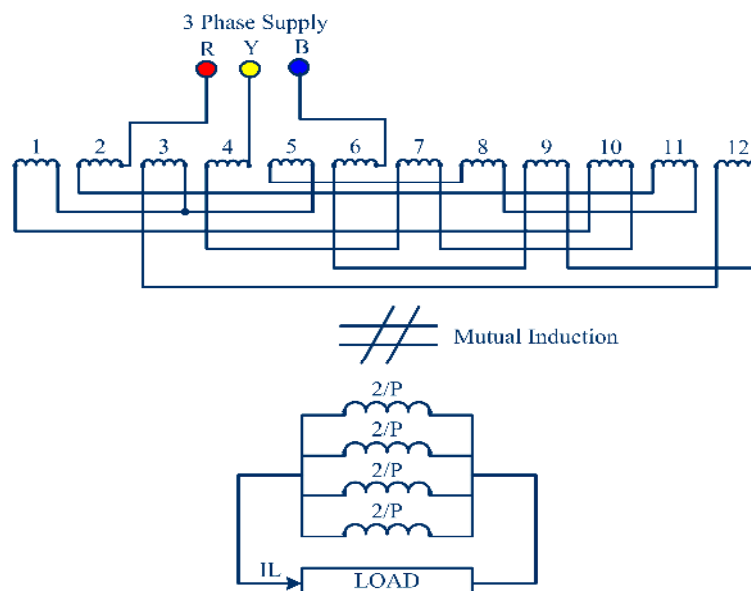 3 Phase Supply
R Y B
1 2 3 4 5 6 7 8 9 10 11 12
Mutual Induction
2/P
2/P
2/P
2/P
IL
LOAD